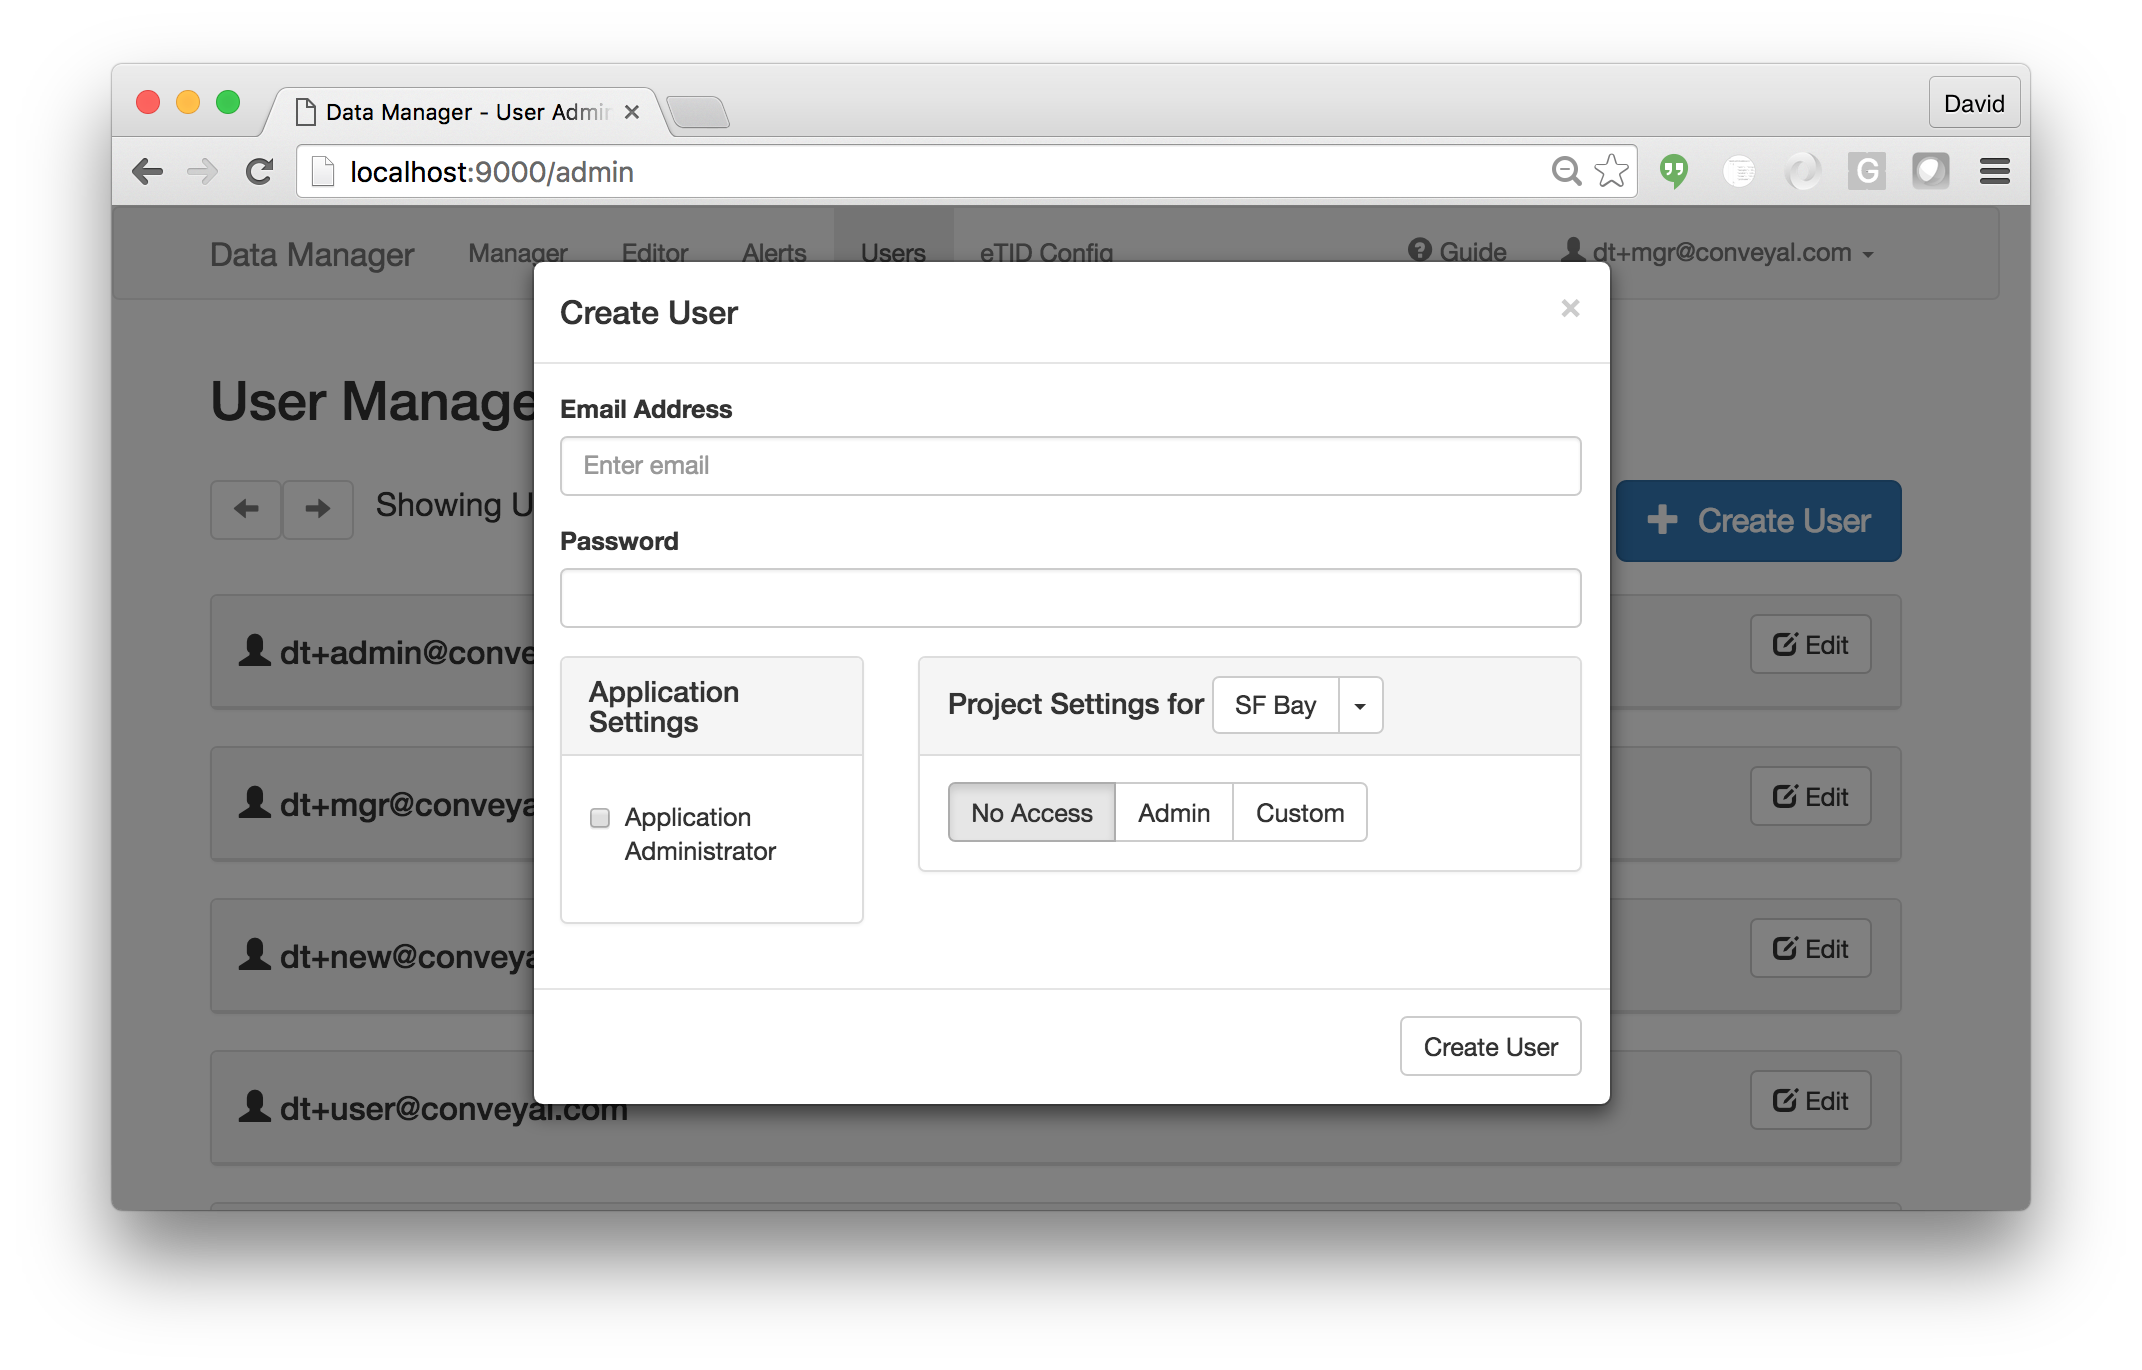 Data Manager - User Admin
David
localhost:9000/admin
G
Data Manager Manager Editor Alerts Users eTID Config Guide dt+mgr@conveyal.com
Create User
User Manage
Email Address
Enter email
Showing U
Create User
Password
dt+admin@conve
Edit
Application
Settings
Project Settings for SF Bay
dt+mgr@conveya
Edit
Application
Administrator
No Access Admin Custom
dt+new@conveya
Edit
Create User
dt+user@conveyal.com
Edit